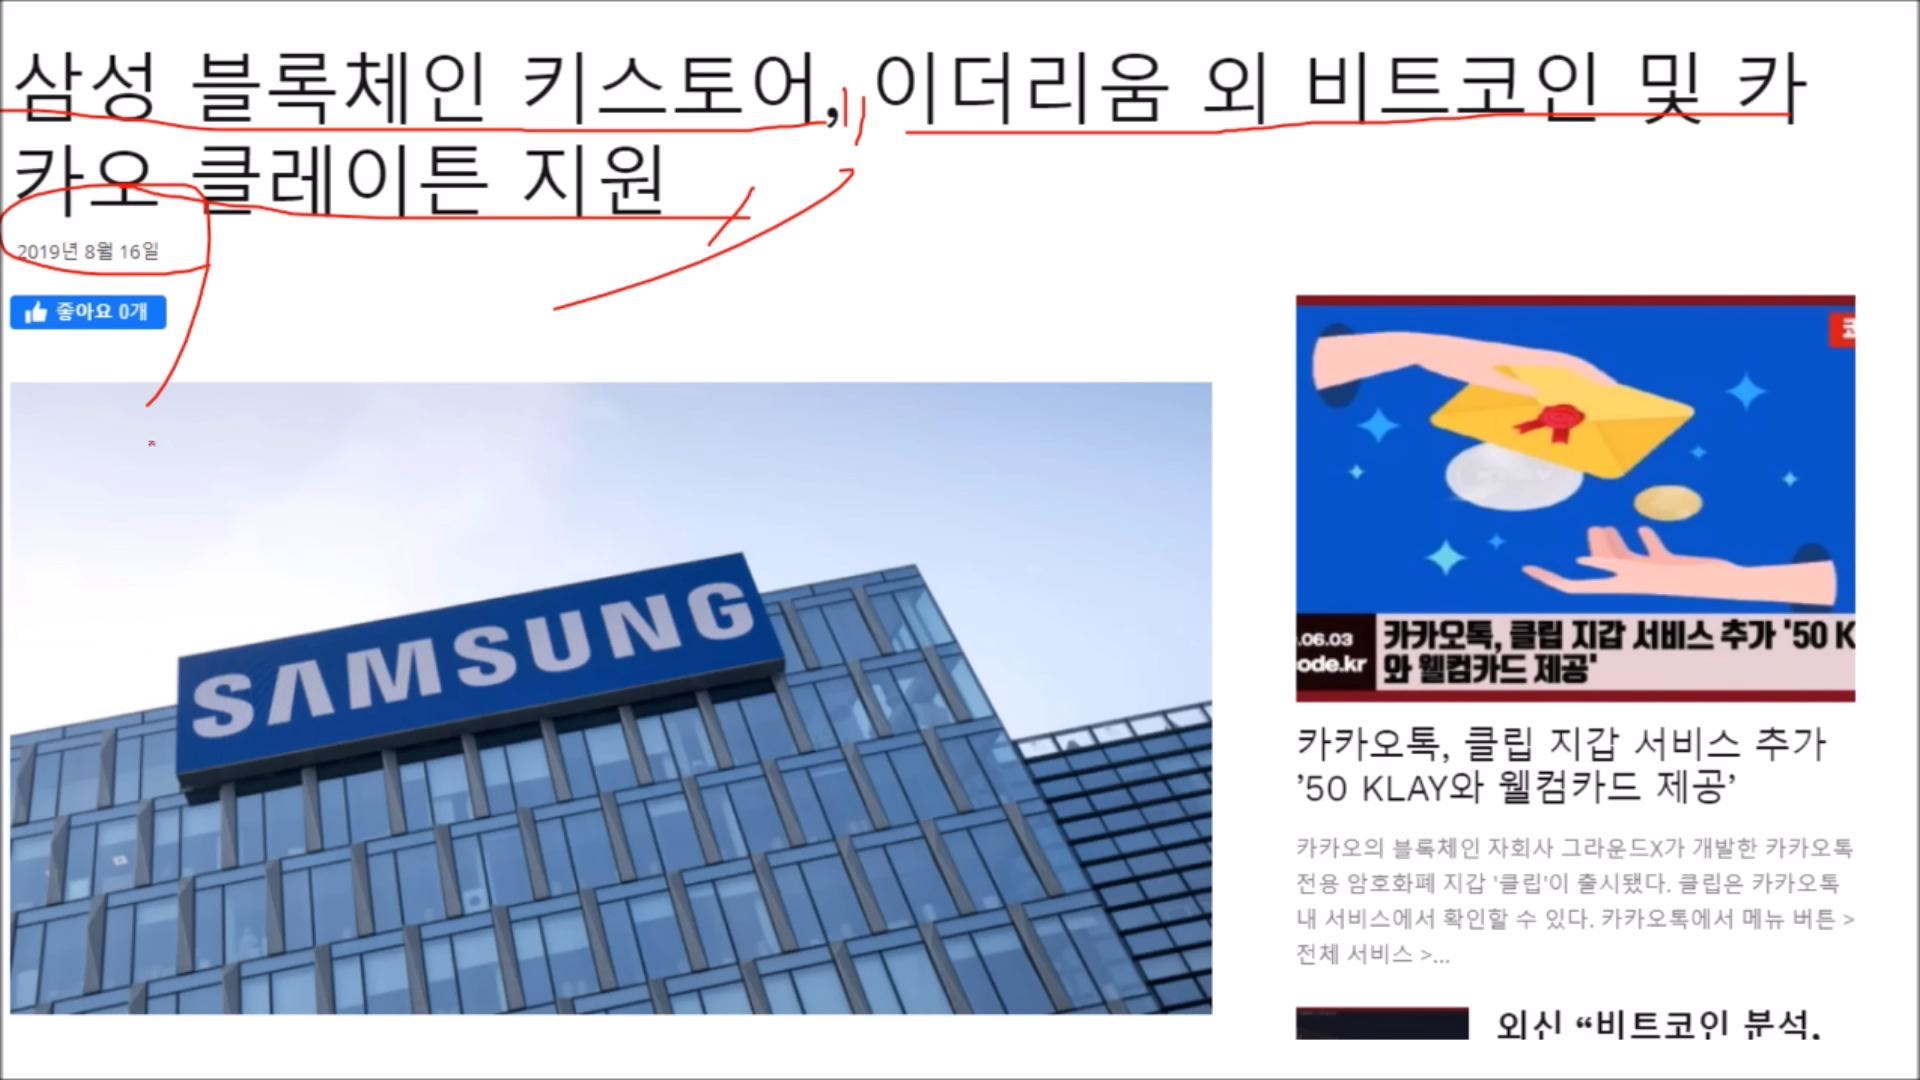 삼성 블록체인 키스토어, 이더리움 외 비트코인 및 카
카오 클레이튼 지원
2019년 8월 16일
좋아요 0개
SAMSUNG
.06.03
ode.kr
카카오톡, 클립 지갑 서비스 추가 '50 K
와 웰컴카드 제공'
카카오톡, 클립 지갑 서비스 추가
'50 KLAY와 웰컴카드 제공'
카카오의 블록체인 자회사 그라운드X가 개발한 카카오톡
전용 암호화폐 지갑 '클립'이 출시됐다. 클립은 카카오톡
내 서비스에서 확인할 수 있다. 카카오톡에서 메뉴 버튼 >
전체 서비스 >...
외신 “비트코인 분석,